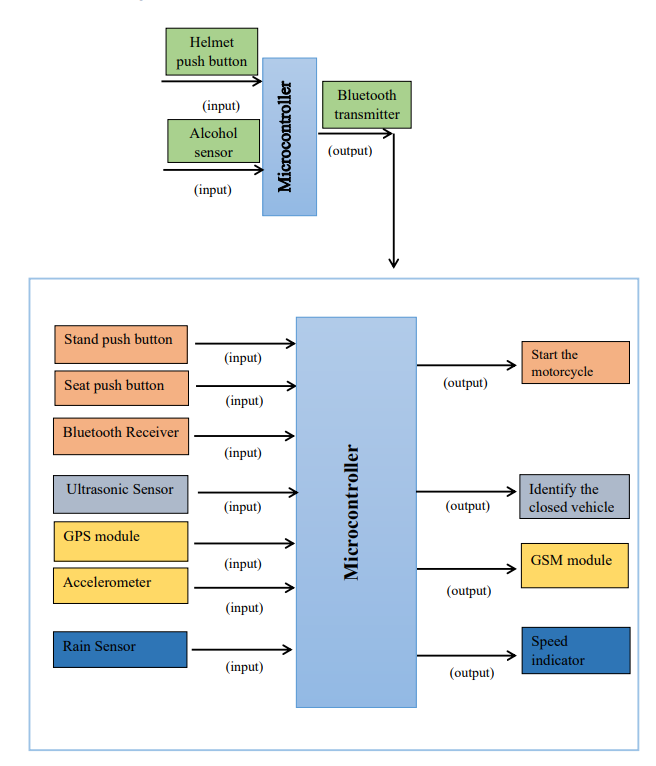 Helmet
push button
(input)
Microcontroller
Bluetooth
transmitter
(output)
Alcohol
sensor
(input)
Stand push button
(input)
Seat push button
(input)
Bluetooth Receiver
(input)
Ultrasonic Sensor
(input)
GPS module
(input)
Accelerometer
(input)
Rain Sensor
(input)
Microcontroller
(output)
Start the
motorcycle
(output)
Identify the
closed vehicle
(output)
GSM module
(output)
Speed
indicator